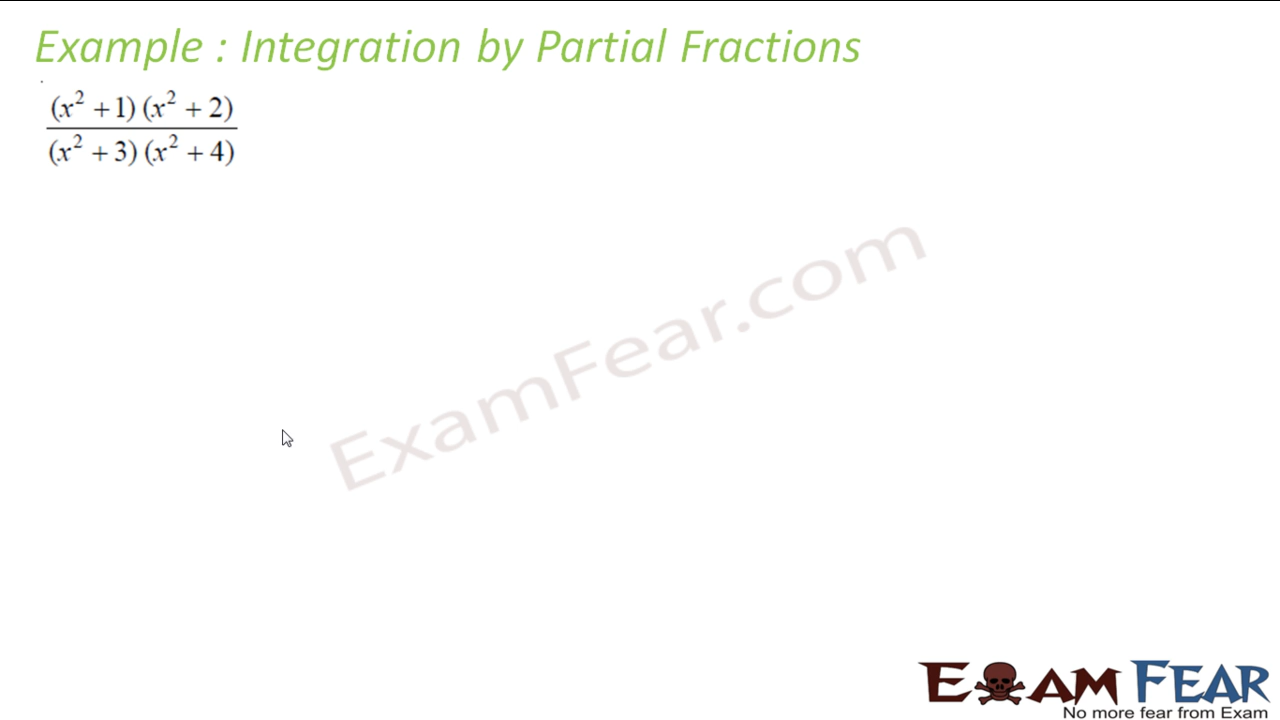 Example : Integration by Partial Fractions
(x² + 1) (x² + 2)
(x² + 3) (x² + 4)
ExamFear.com
EXAM FEAR
No more fear from Exam